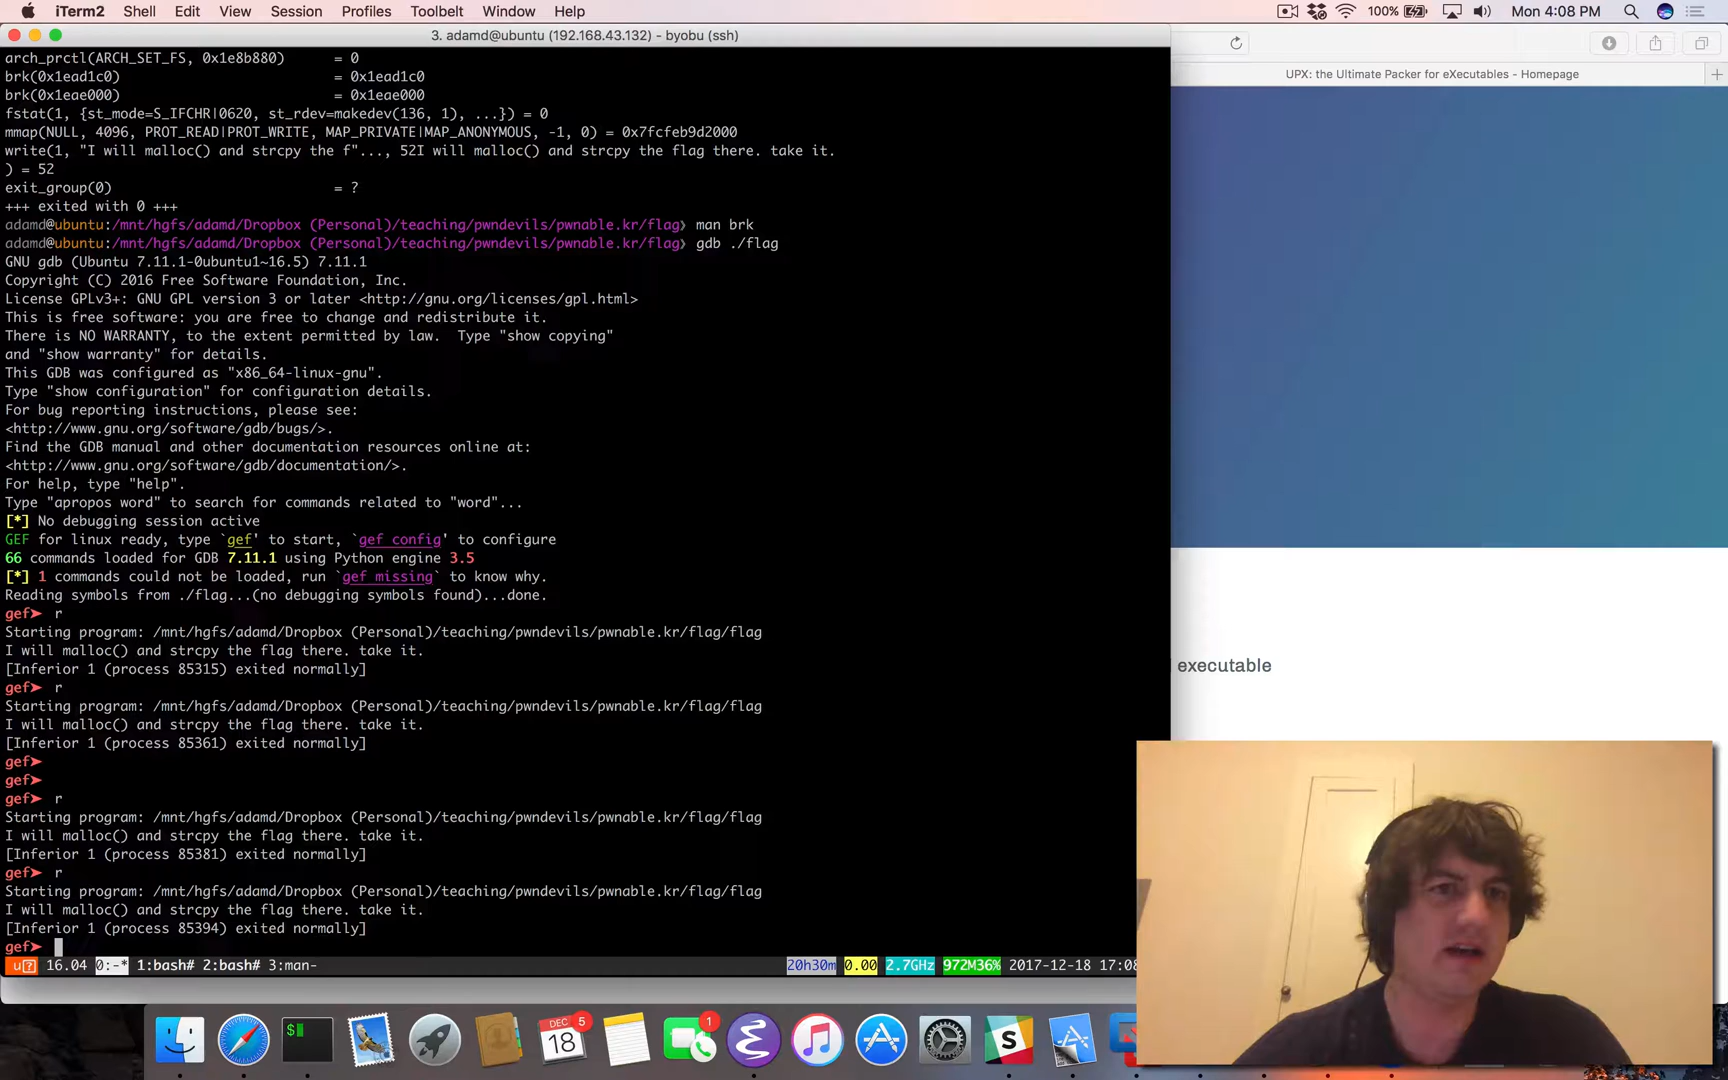 iTerm2 Shell Edit View Session Profiles Toolbelt Window Help 100% Mon 4:08 PM
3. adamd@ubuntu (192.168.43.132) - byobu (ssh)
UPX: the Ultimate Packer for eXecutables - Homepage
arch_prctl(ARCH_SET_FS, 0x1e8b880) = 0
brk(0x1ead1c0) = 0x1ead1c0
brk(0x1eae000) = 0x1eae000
fstat(1, {st_mode=S_IFCHR|0620, st_rdev=makedev(136, 1), ...}) = 0
mmap(NULL, 4096, PROT_READ|PROT_WRITE, MAP_PRIVATE|MAP_ANONYMOUS, -1, 0) = 0x7fcfeb9d2000
write(1, "I will malloc() and strcpy the f"..., 52I will malloc() and strcpy the flag there. take it.
) = 52
exit_group(0) = ?
+++ exited with 0 +++
adamd@ubuntu:/mnt/hgfs/adamd/Dropbox (Personal)/teaching/pwndevils/pwnable.kr/flag❯ man brk
adamd@ubuntu:/mnt/hgfs/adamd/Dropbox (Personal)/teaching/pwndevils/pwnable.kr/flag❯ gdb ./flag
GNU gdb (Ubuntu 7.11.1-0ubuntu1~16.5) 7.11.1
Copyright (C) 2016 Free Software Foundation, Inc.
License GPLv3+: GNU GPL version 3 or later <http://gnu.org/licenses/gpl.html>
This is free software: you are free to change and redistribute it.
There is NO WARRANTY, to the extent permitted by law.  Type "show copying"
and "show warranty" for details.
This GDB was configured as "x86_64-linux-gnu".
Type "show configuration" for configuration details.
For bug reporting instructions, please see:
<http://www.gnu.org/software/gdb/bugs/>.
Find the GDB manual and other documentation resources online at:
<http://www.gnu.org/software/gdb/documentation/>.
For help, type "help".
Type "apropos word" to search for commands related to "word"...
[*] No debugging session active
GEF for linux ready, type `gef' to start, `gef config' to configure
66 commands loaded for GDB 7.11.1 using Python engine 3.5
[*] 1 commands could not be loaded, run `gef missing` to know why.
Reading symbols from ./flag...(no debugging symbols found)...done.
gef➤  r
Starting program: /mnt/hgfs/adamd/Dropbox (Personal)/teaching/pwndevils/pwnable.kr/flag/flag
I will malloc() and strcpy the flag there. take it.
[Inferior 1 (process 85315) exited normally]
executable
gef➤  r
Starting program: /mnt/hgfs/adamd/Dropbox (Personal)/teaching/pwndevils/pwnable.kr/flag/flag
I will malloc() and strcpy the flag there. take it.
[Inferior 1 (process 85361) exited normally]
gef➤
gef➤
gef➤  r
Starting program: /mnt/hgfs/adamd/Dropbox (Personal)/teaching/pwndevils/pwnable.kr/flag/flag
I will malloc() and strcpy the flag there. take it.
[Inferior 1 (process 85381) exited normally]
gef➤  r
Starting program: /mnt/hgfs/adamd/Dropbox (Personal)/teaching/pwndevils/pwnable.kr/flag/flag
I will malloc() and strcpy the flag there. take it.
[Inferior 1 (process 85394) exited normally]
gef➤
u? 16.04 0:-* 1:bash# 2:bash# 3:man- 20h30m 0.00 2.7GHz 972M36% 2017-12-18 17:08
$ DEC 18 5 1 S